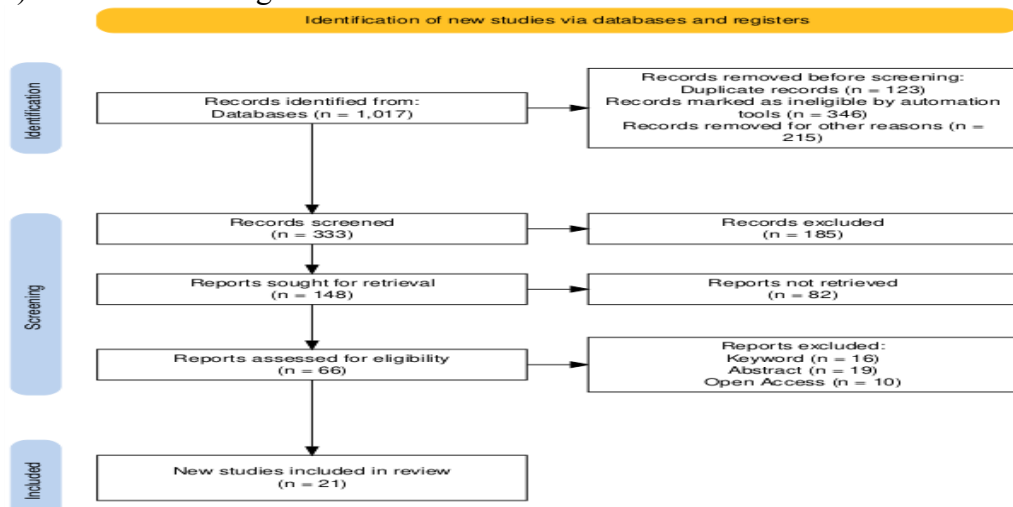 Identification of new studies via databases and registers
Identification
Records identified from:
Databases (n = 1,017)
Records removed before screening:
Duplicate records (n = 123)
Records marked as ineligible by automation
tools (n = 346)
Records removed for other reasons (n =
215)
Screening
Records screened
(n = 333)
Records excluded
(n = 185)
Reports sought for retrieval
(n = 148)
Reports not retrieved
(n = 82)
Reports assessed for eligibility
(n = 66)
Reports excluded:
Keyword (n = 16)
Abstract (n = 19)
Open Access (n = 10)
Included
New studies included in review
(n = 21)